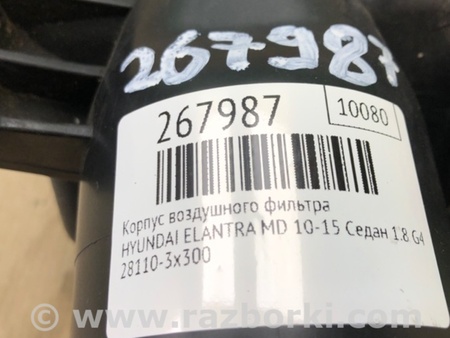 267987
267987
10080
Корпус воздушного фильтра
HYUNDAI ELANTRA MD 10-15 Седан 1.8 G4
28110-3x300
www.razborki.com